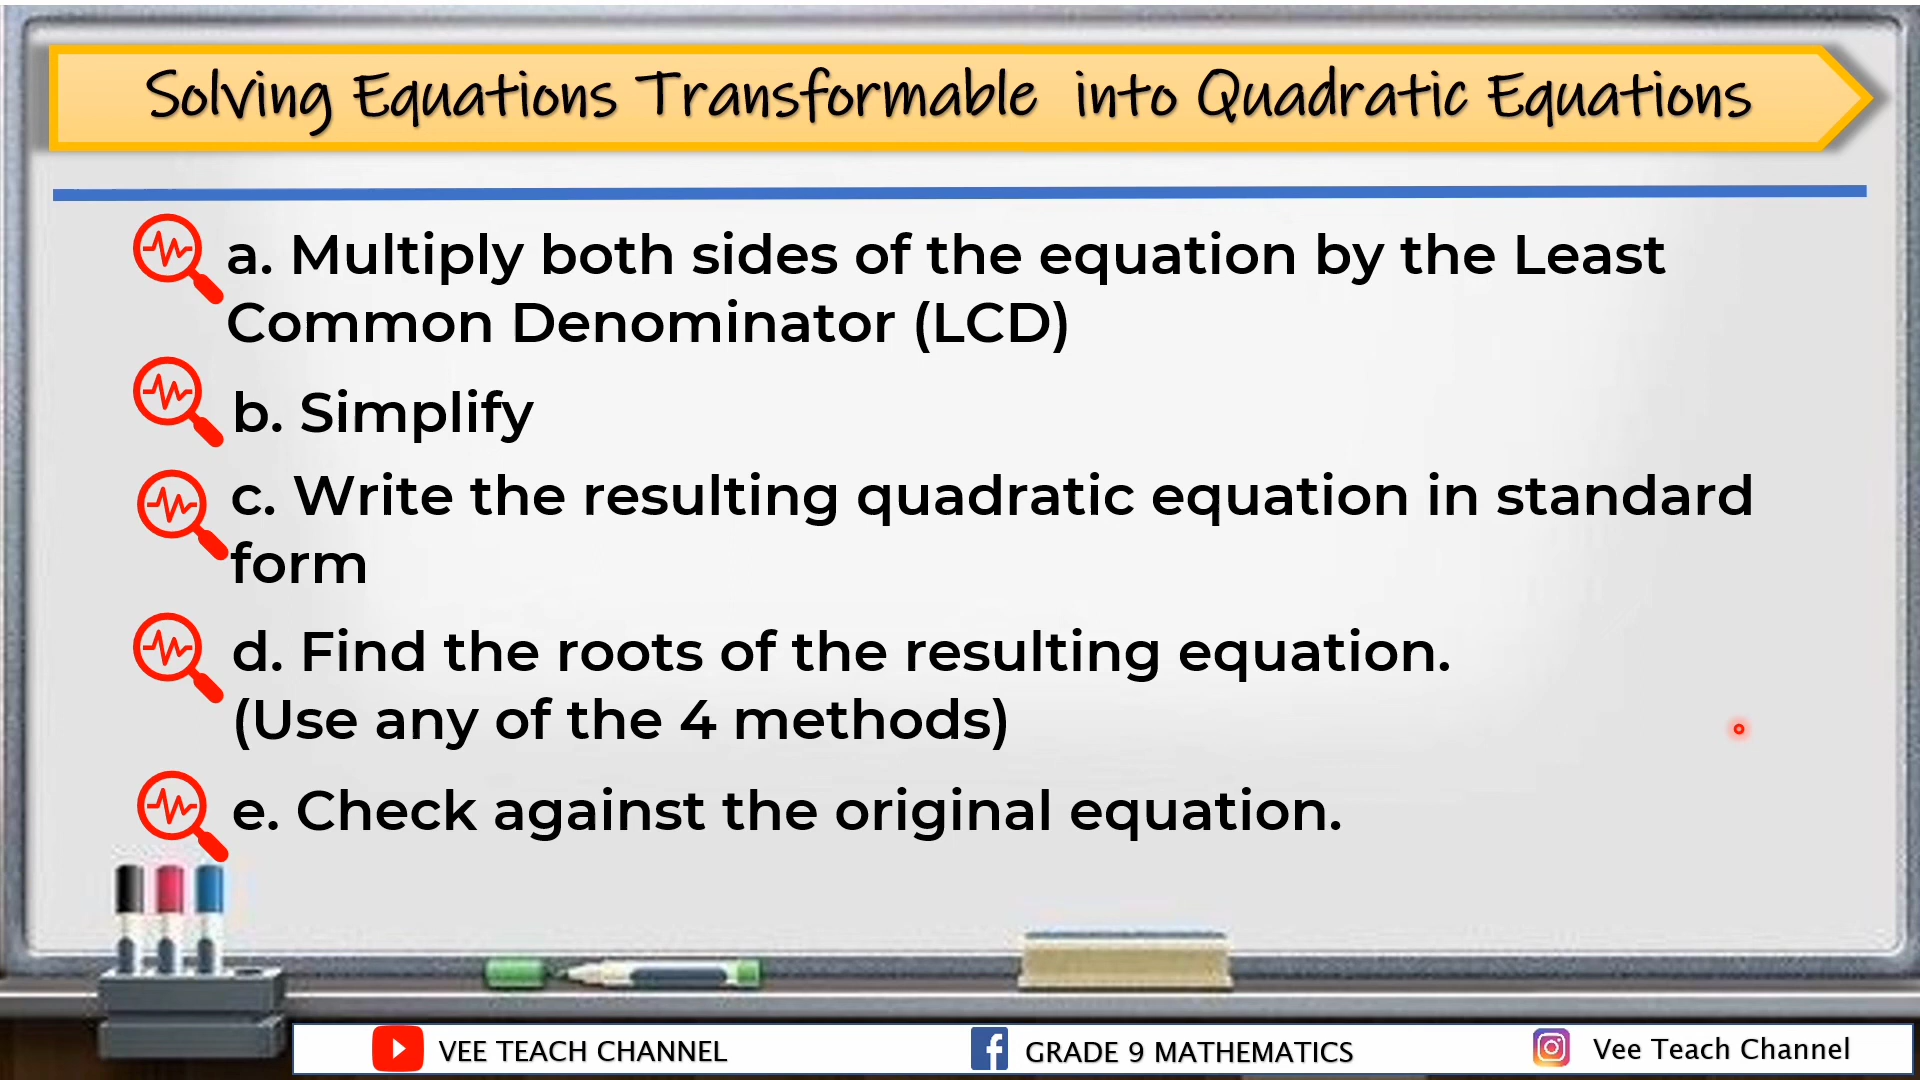 Solving Equations Transformable into Quadratic Equations
a. Multiply both sides of the equation by the Least
Common Denominator (LCD)
b. Simplify
c. Write the resulting quadratic equation in standard
form
d. Find the roots of the resulting equation.
(Use any of the 4 methods)
e. Check against the original equation.
VEE TEACH CHANNEL
GRADE 9 MATHEMATICS
Vee Teach Channel